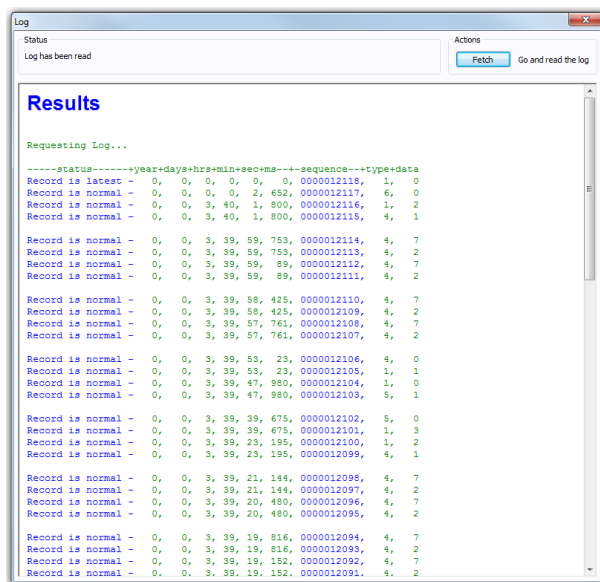 Log
Status
Log has been read
Actions
Fetch Go and read the log
Results
Requesting Log...
-----status------+year+days+hrs+min+sec+ms--+-sequence--+type+data
Record is latest - 0, 0, 0, 0, 0, 0, 0000012118, 1, 0
Record is normal - 0, 0, 0, 0, 2, 652, 0000012117, 6, 0
Record is normal - 0, 0, 3, 40, 1, 800, 0000012116, 1, 2
Record is normal - 0, 0, 3, 40, 1, 800, 0000012115, 4, 1
Record is normal - 0, 0, 3, 39, 59, 753, 0000012114, 4, 7
Record is normal - 0, 0, 3, 39, 59, 753, 0000012113, 4, 2
Record is normal - 0, 0, 3, 39, 59, 89, 0000012112, 4, 7
Record is normal - 0, 0, 3, 39, 59, 89, 0000012111, 4, 2
Record is normal - 0, 0, 3, 39, 58, 425, 0000012110, 4, 7
Record is normal - 0, 0, 3, 39, 58, 425, 0000012109, 4, 2
Record is normal - 0, 0, 3, 39, 57, 761, 0000012108, 4, 7
Record is normal - 0, 0, 3, 39, 57, 761, 0000012107, 4, 2
Record is normal - 0, 0, 3, 39, 53, 23, 0000012106, 4, 0
Record is normal - 0, 0, 3, 39, 53, 23, 0000012105, 1, 1
Record is normal - 0, 0, 3, 39, 47, 980, 0000012104, 1, 0
Record is normal - 0, 0, 3, 39, 47, 980, 0000012103, 5, 1
Record is normal - 0, 0, 3, 39, 39, 675, 0000012102, 5, 0
Record is normal - 0, 0, 3, 39, 39, 675, 0000012101, 1, 3
Record is normal - 0, 0, 3, 39, 23, 195, 0000012100, 1, 2
Record is normal - 0, 0, 3, 39, 23, 195, 0000012099, 4, 1
Record is normal - 0, 0, 3, 39, 21, 144, 0000012098, 4, 7
Record is normal - 0, 0, 3, 39, 21, 144, 0000012097, 4, 2
Record is normal - 0, 0, 3, 39, 20, 480, 0000012096, 4, 7
Record is normal - 0, 0, 3, 39, 20, 480, 0000012095, 4, 2
Record is normal - 0, 0, 3, 39, 19, 816, 0000012094, 4, 7
Record is normal - 0, 0, 3, 39, 19, 816, 0000012093, 4, 2
Record is normal - 0, 0, 3, 39, 19, 152, 0000012092, 4, 7
Record is normal - 0, 0, 3, 39, 19, 152, 0000012091, 4, 2